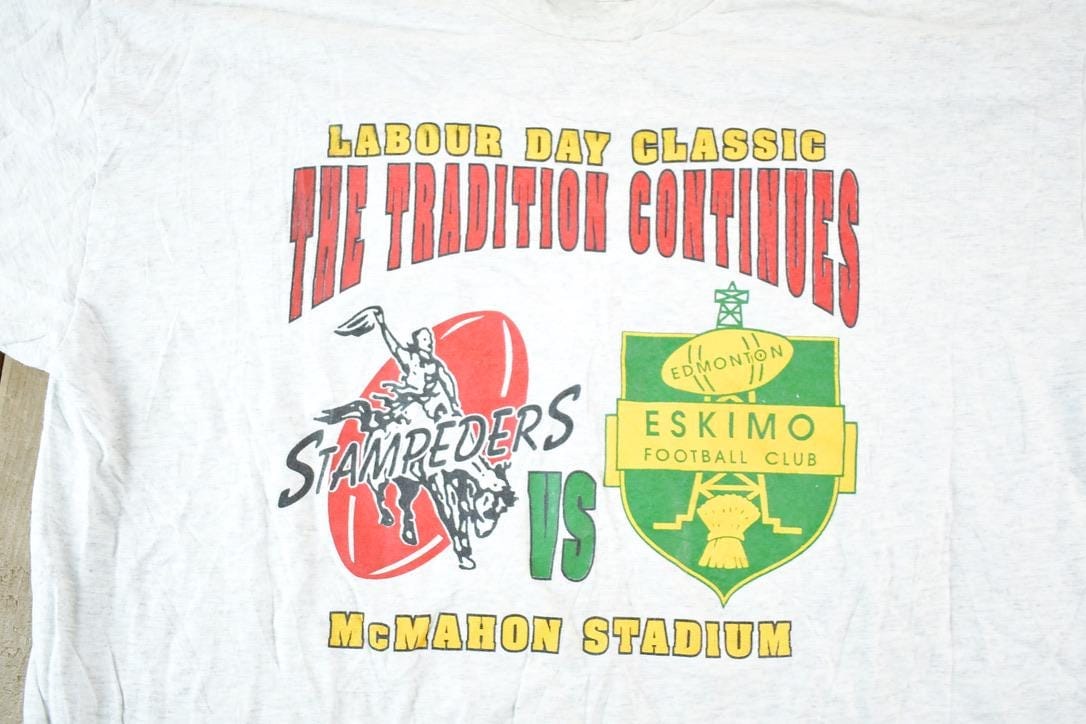 LABOUR DAY CLASSIC
THE TRADITION CONTINUES
STAMPEDERS
VS
EDMONTON
ESKIMO
FOOTBALL CLUB
McMAHON STADIUM